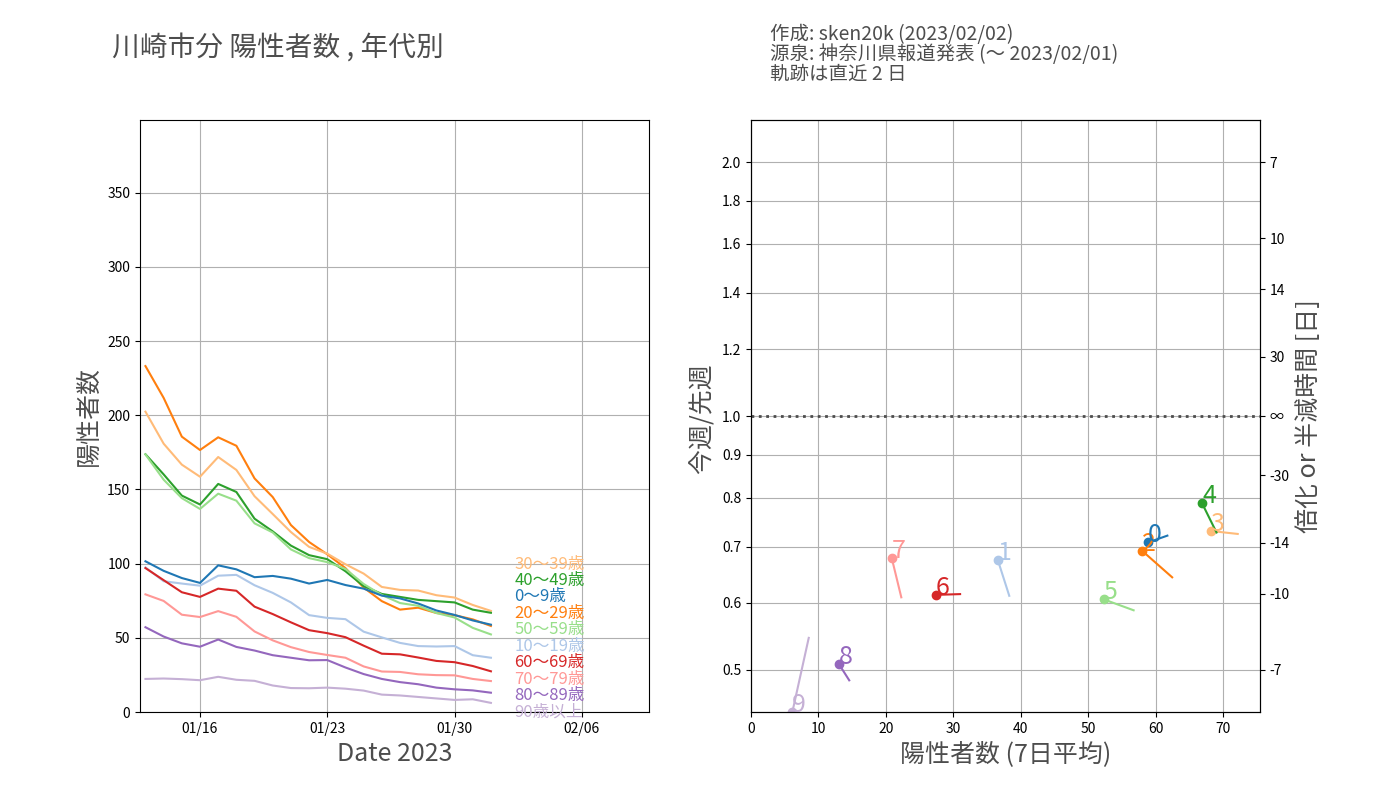 川崎市分 陽性者数 , 年代別
作成: sken20k (2023/02/02)
源泉: 神奈川県報道発表 (〜 2023/02/01)
軌跡は直近 2 日
陽性者数
350
300
250
200
150
100
50
0
01/16
01/23
01/30
02/06
Date 2023
30〜39歳
40〜49歳
0〜9歳
20〜29歳
50〜59歳
10〜19歳
60〜69歳
70〜79歳
80〜89歳
90歳以上
今週/先週
2.0
1.8
1.6
1.4
1.2
1.0
0.9
0.8
0.7
0.6
0.5
4
3
0
2
7
1
6
5
8
9
0
10
20
30
40
50
60
70
陽性者数 (7日平均)
7
10
14
30
∞
-30
-14
-10
-7
倍化 or 半減時間 [日]